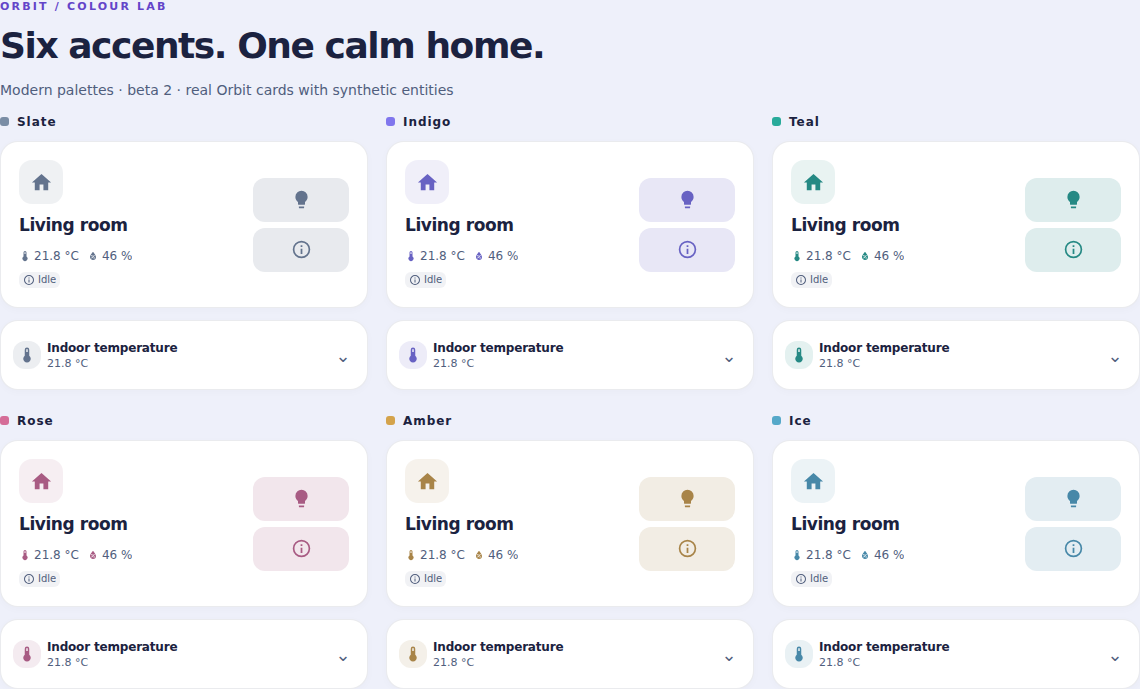 ORBIT / COLOUR LAB
Six accents. One calm home.
Modern palettes · beta 2 · real Orbit cards with synthetic entities
Slate
Living room
21.8 °C 46 %
Idle
Indoor temperature
21.8 °C
Indigo
Living room
21.8 °C 46 %
Idle
Indoor temperature
21.8 °C
Teal
Living room
21.8 °C 46 %
Idle
Indoor temperature
21.8 °C
Rose
Living room
21.8 °C 46 %
Idle
Indoor temperature
21.8 °C
Amber
Living room
21.8 °C 46 %
Idle
Indoor temperature
21.8 °C
Ice
Living room
21.8 °C 46 %
Idle
Indoor temperature
21.8 °C